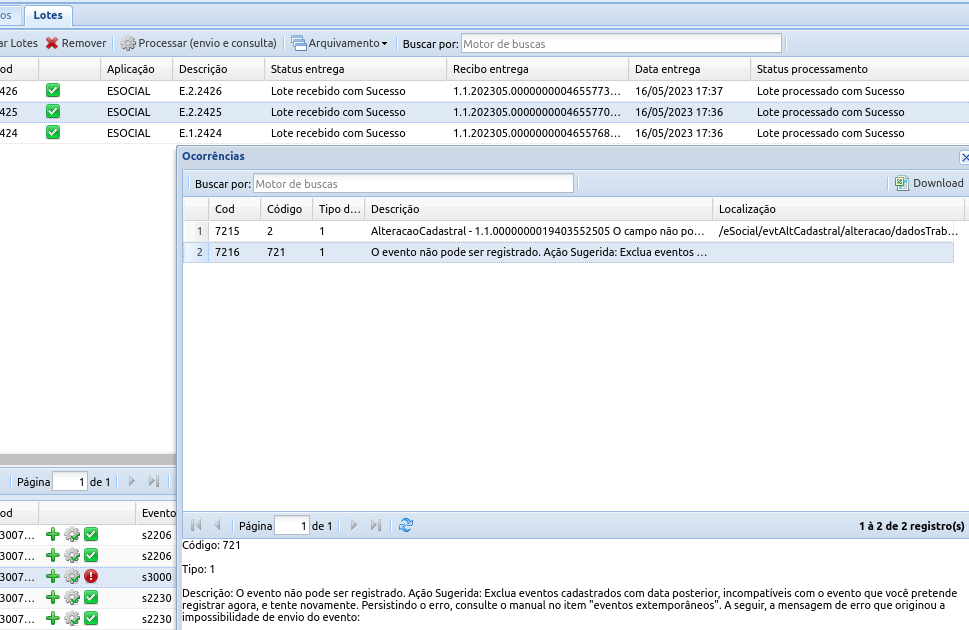 os Lotes
ar Lotes Remover Processar (envio e consulta) Arquivamento Buscar por: Motor de buscas
od Aplicação Descrição Status entrega Recibo entrega Data entrega Status processamento
426 ESOCIAL E.2.2426 Lote recebido com Sucesso 1.1.202305.0000000004655773... 16/05/2023 17:37 Lote processado com Sucesso
425 ESOCIAL E.2.2425 Lote recebido com Sucesso 1.1.202305.0000000004655770... 16/05/2023 17:36 Lote processado com Sucesso
424 ESOCIAL E.1.2424 Lote recebido com Sucesso 1.1.202305.0000000004655768... 16/05/2023 17:36 Lote processado com Sucesso
Ocorrências
Buscar por: Motor de buscas Download
Cod Código Tipo d... Descrição Localização
1 7215 2 1 AlteracaoCadastral - 1.1.0000000019403552505 O campo não po... /eSocial/evtAltCadastral/alteracao/dadosTrab...
2 7216 721 1 O evento não pode ser registrado. Ação Sugerida: Exclua eventos ...
Página 1 de 1
od Evento
3007... s2206
3007... s2206
3007... s3000
3007... s2230
3007... s2230
Página 1 de 1 1 à 2 de 2 registro(s)
Código: 721
Tipo: 1
Descrição: O evento não pode ser registrado. Ação Sugerida: Exclua eventos cadastrados com data posterior, incompatíveis com o evento que você pretende
registrar agora, e tente novamente. Persistindo o erro, consulte o manual no item "eventos extemporâneos". A seguir, a mensagem de erro que originou a
impossibilidade de envio do evento: